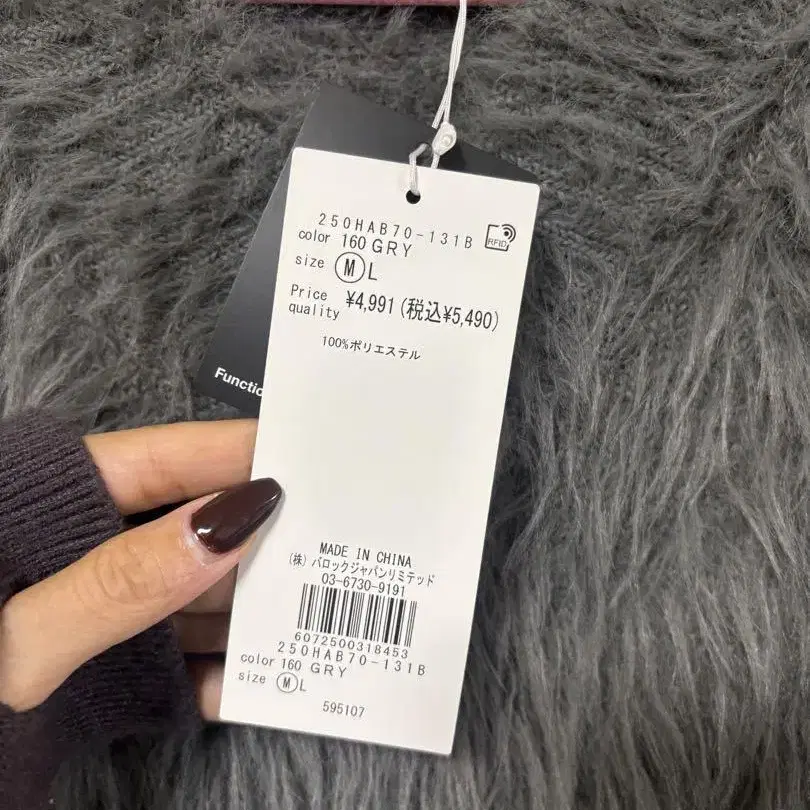 250HAB70-131B
RFID
color 160 GRY
size Ⓜ L
Price ¥4,991 (税込¥5,490)
quality
100%ポリエステル
Functio
MADE IN CHINA
(株) バロックジャパンリミテッド
03-6730-9191
6072500318453
250HAB70-131B
color 160 GRY
size Ⓜ L
595107